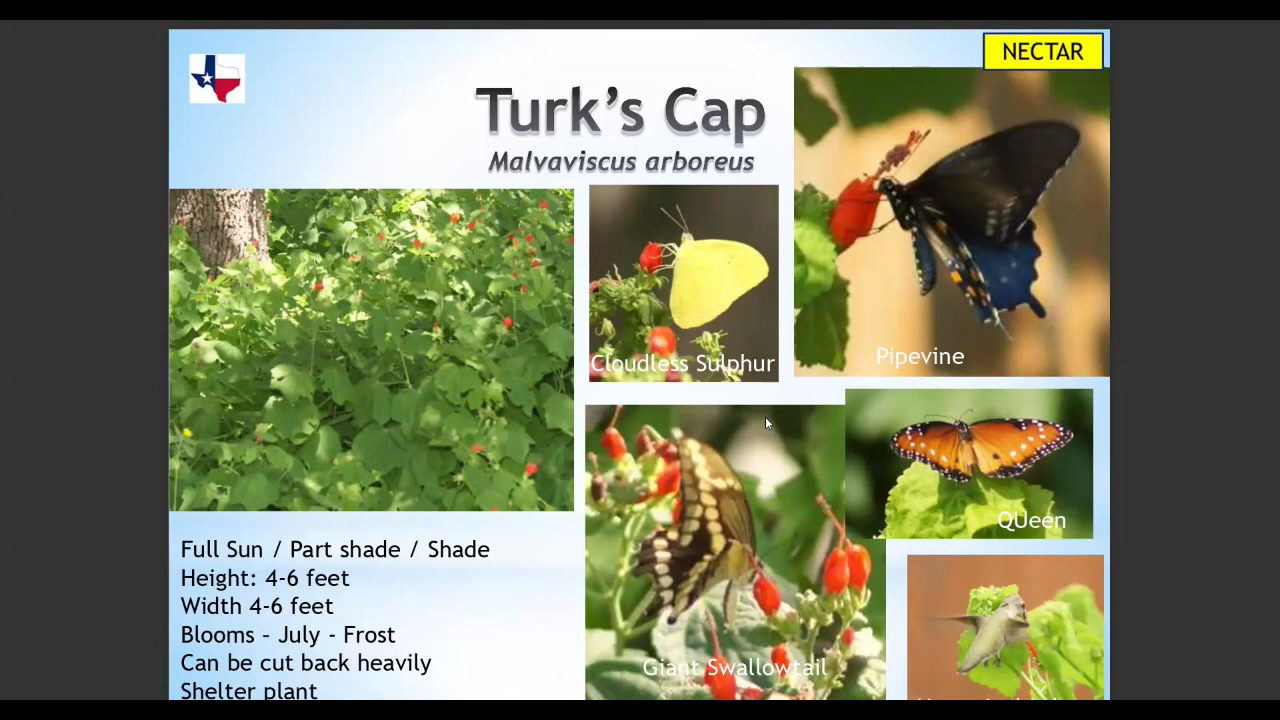 NECTAR
Turk's Cap
Malvaviscus arboreus
Cloudless Sulphur
Pipevine
QUeen
Giant Swallowtail
Full Sun / Part shade / Shade
Height: 4-6 feet
Width 4-6 feet
Blooms - July - Frost
Can be cut back heavily
Shelter plant